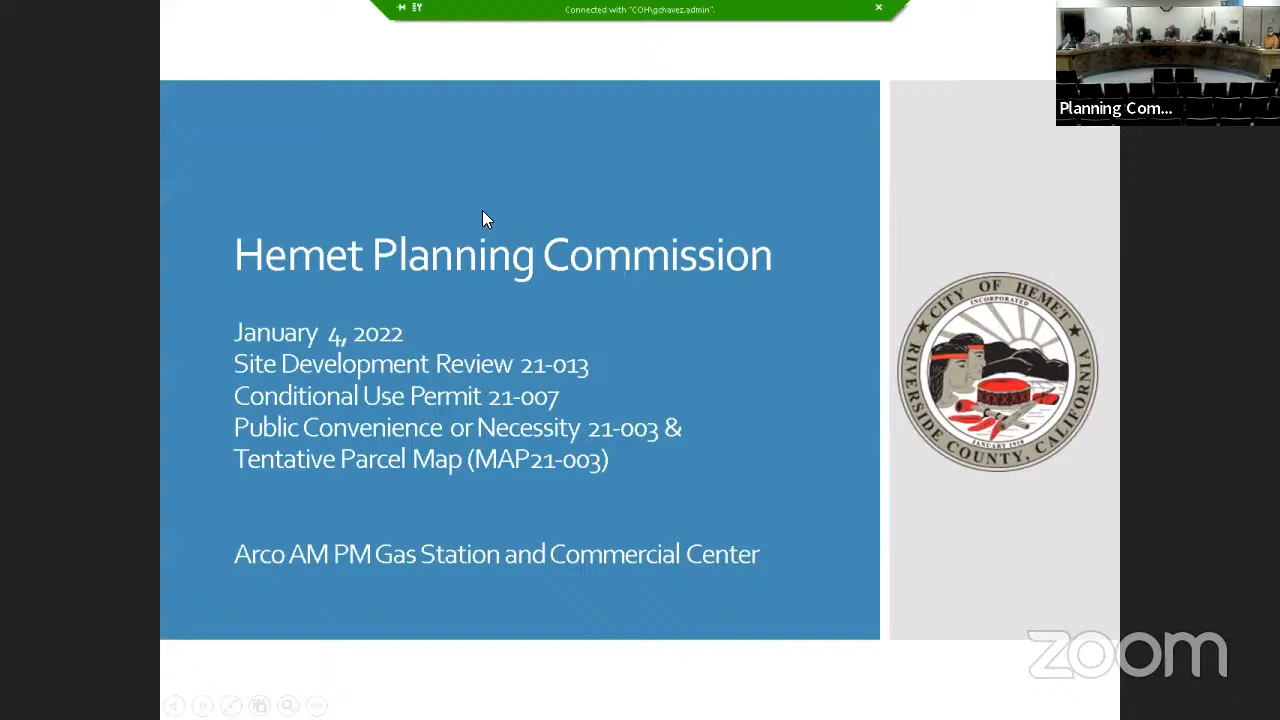 Connected with "COH\gchavez.admin".
Planning Com...
Hemet Planning Commission
January 4, 2022
Site Development Review 21-013
Conditional Use Permit 21-007
Public Convenience or Necessity 21-003 &
Tentative Parcel Map (MAP21-003)
Arco AM PM Gas Station and Commercial Center
CITY OF HEMET
INCORPORATED
RIVERSIDE COUNTY, CALIFORNIA
JANUARY 1910
zoom